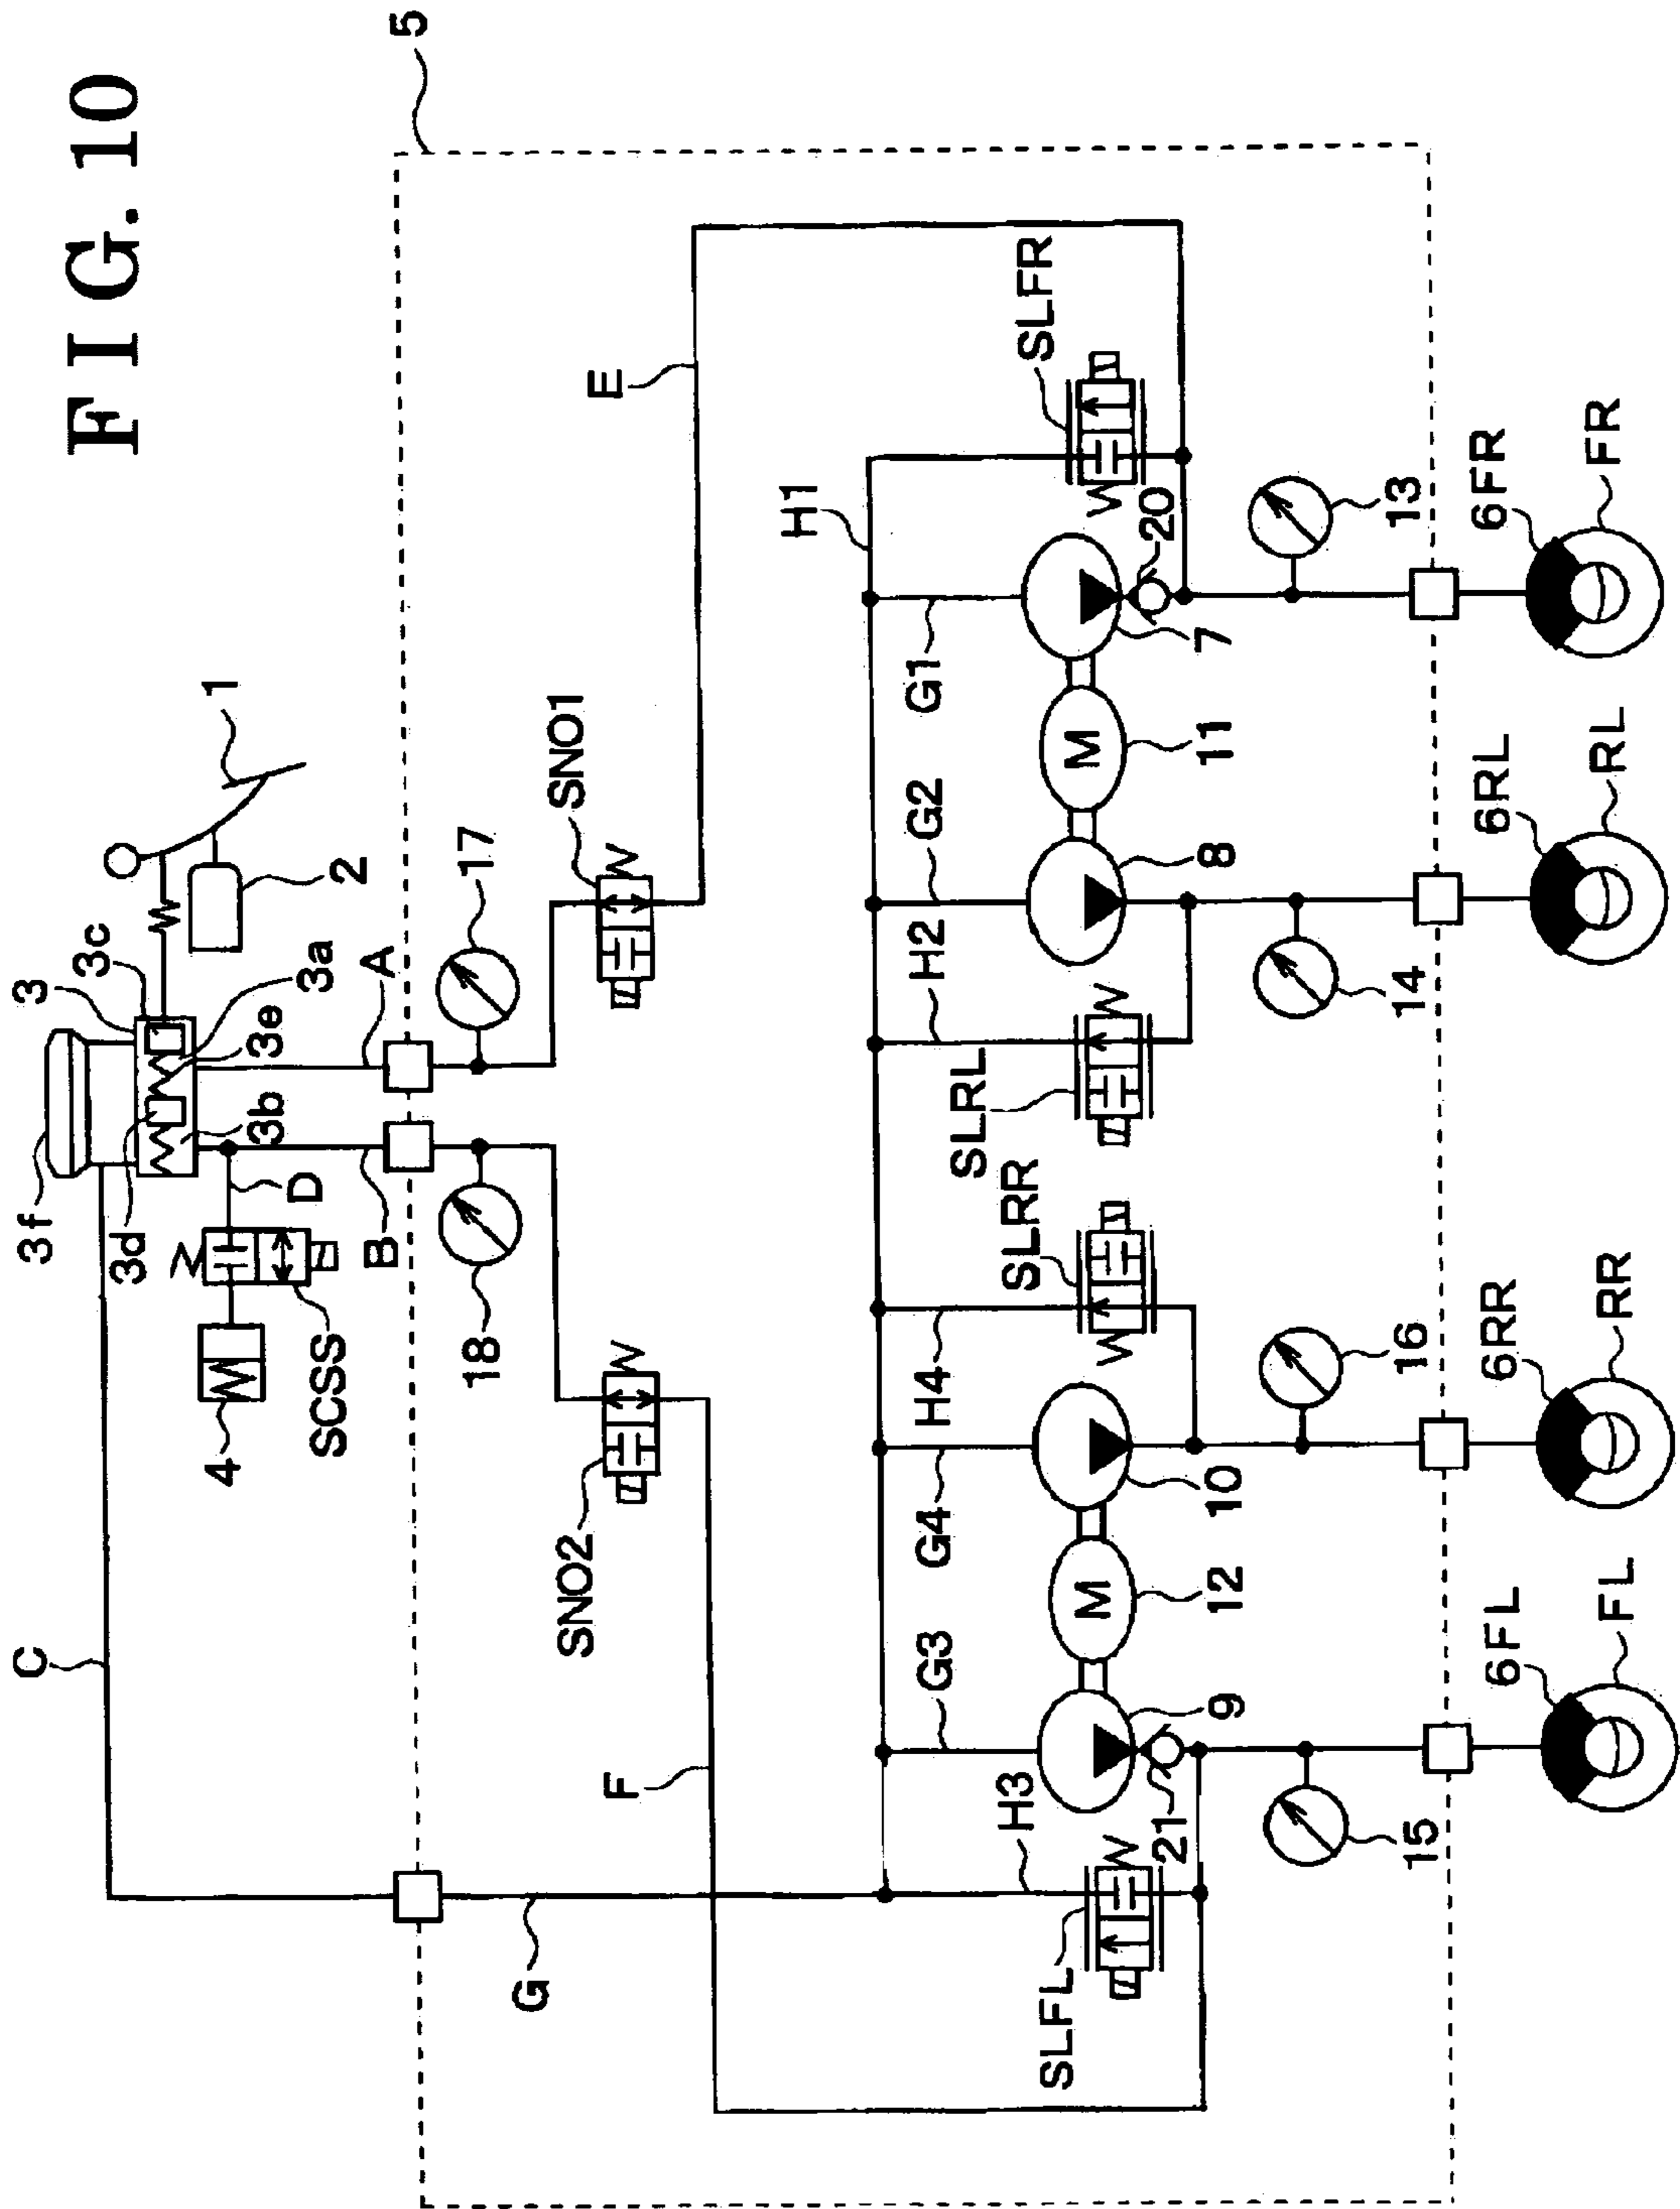 FIG. 10
5
1
2
3
3c
3a
3e
3b
3f
3d
A
B
C
D
4
SCSS
17
18
SNO1
SNO2
E
F
G
H1
G1
G2
H2
H4
G4
G3
H3
SLFR
SLRL
SLRR
SLFL
20
7
11
8
10
12
9
21
13
14
16
15
6FR
FR
6RL
RL
6RR
RR
6FL
FL
M
M